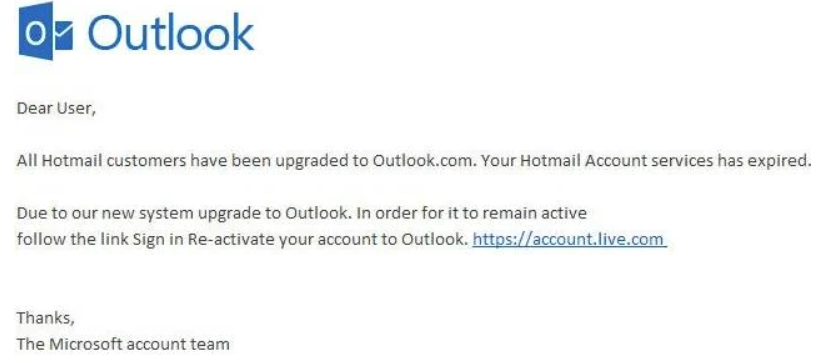 Outlook
Dear User,
All Hotmail customers have been upgraded to Outlook.com. Your Hotmail Account services has expired.
Due to our new system upgrade to Outlook. In order for it to remain active
follow the link Sign in Re-activate your account to Outlook. https://account.live.com
Thanks,
The Microsoft account team